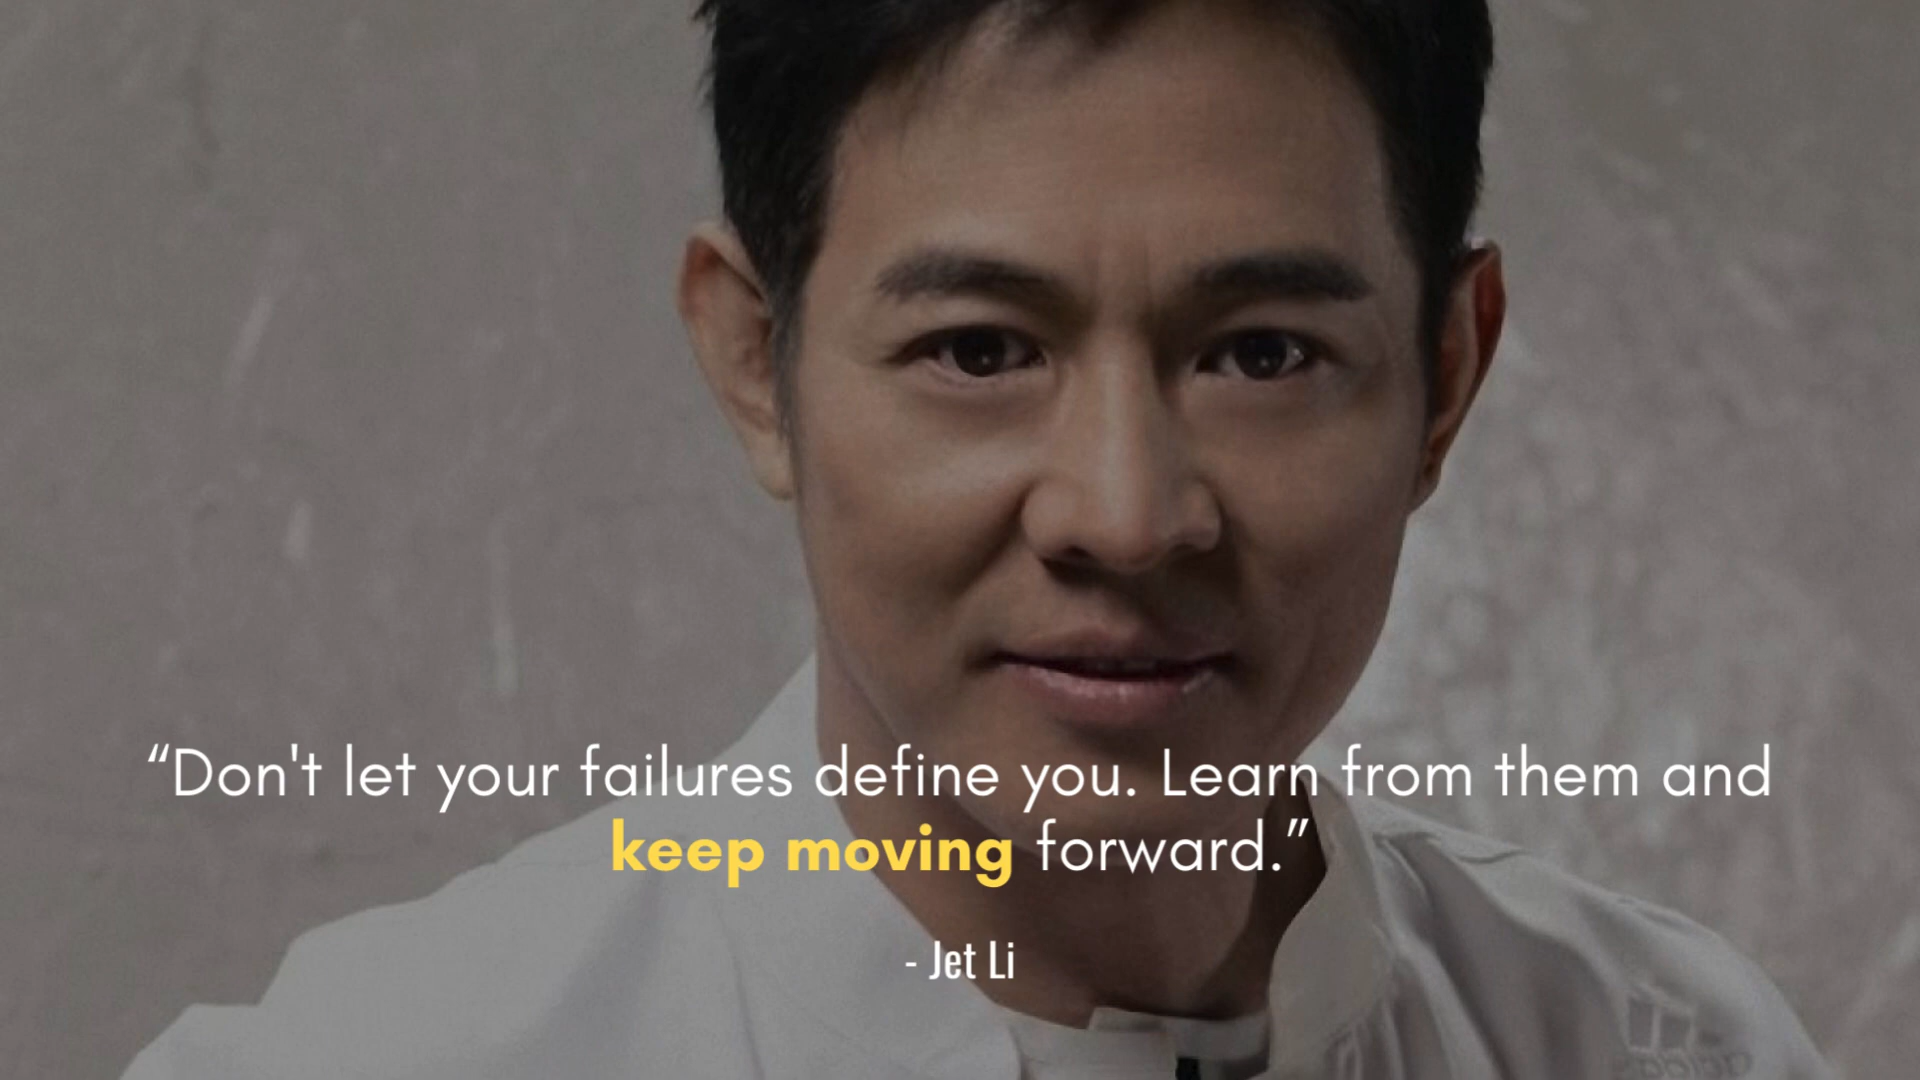 “Don't let your failures define you. Learn from them and
keep moving forward.”
- Jet Li